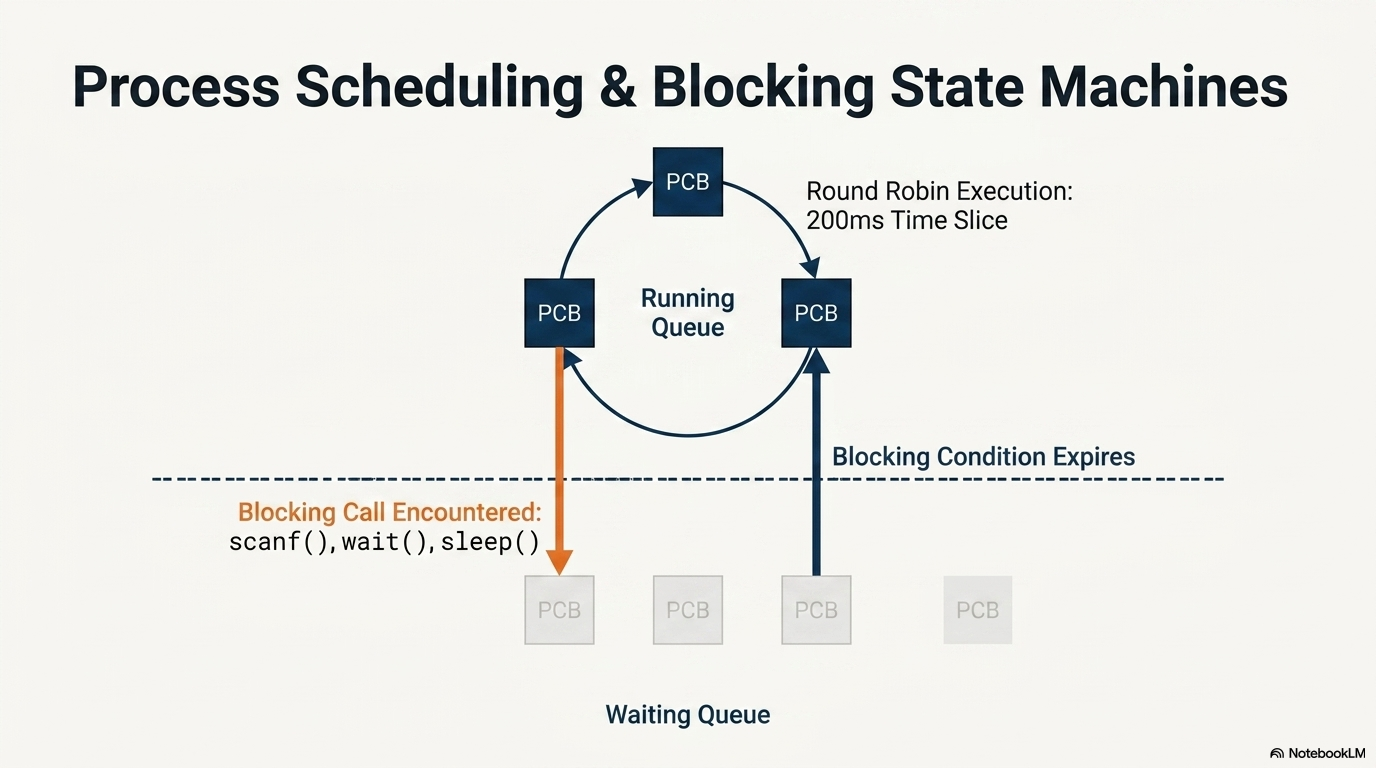 Process Scheduling & Blocking State Machines
PCB
Round Robin Execution:
200ms Time Slice
PCB
Running
Queue
PCB
Blocking Condition Expires
Blocking Call Encountered:
scanf(), wait(), sleep()
PCB
PCB
PCB
PCB
Waiting Queue
NotebookLM